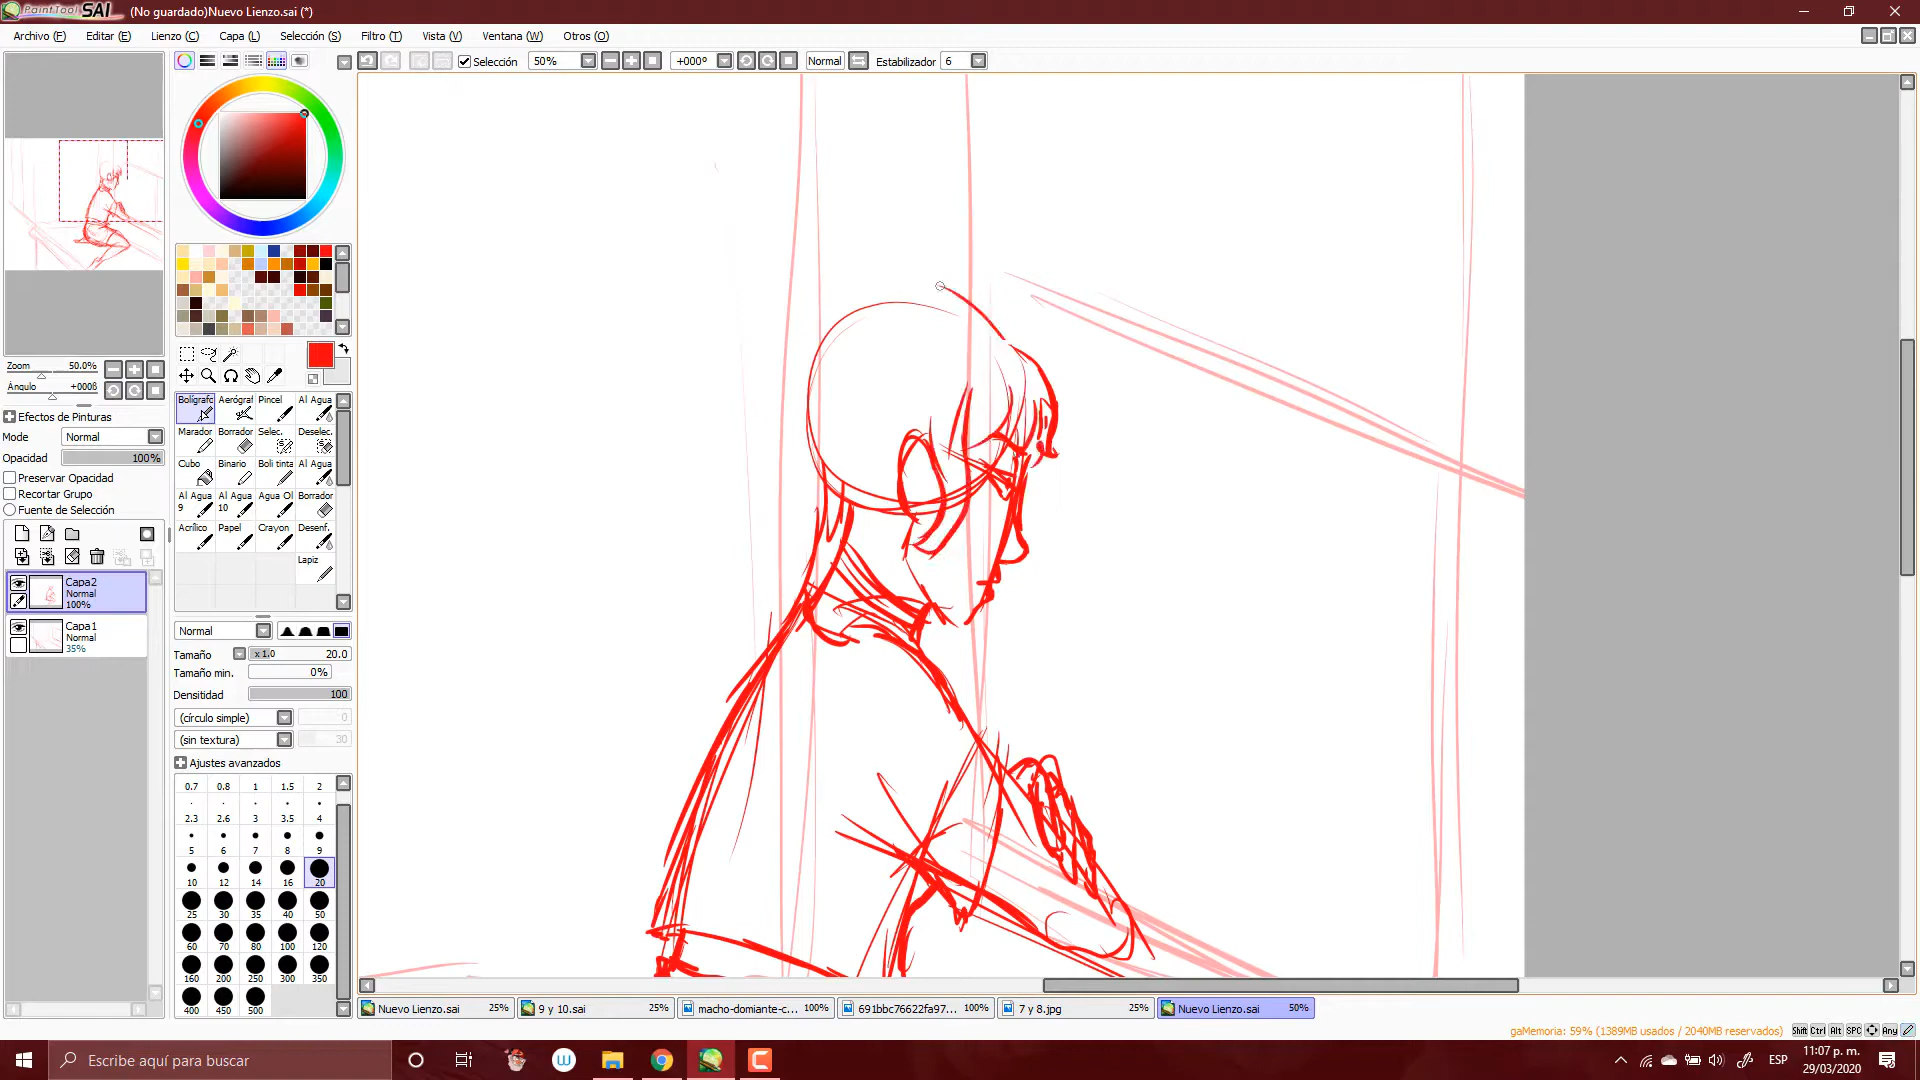 PaintTool SAI (No guardado)Nuevo Lienzo.sai (*)
Archivo (F) Editar (E) Lienzo (C) Capa (L) Selección (S) Filtro (T) Vista (V) Ventana (W) Otros (O)
Selección 50% +000º Normal Estabilizador 6
Zoom 50.0%
Ángulo +000ß
Efectos de Pinturas
Mode Normal
Opacidad 100%
Preservar Opacidad
Recortar Grupo
Fuente de Selección
Capa2
Normal
100%
Capa1
Normal
35%
Bolígrafo Aerógraf Pincel Al Agua
Marador Borrador Selec. Deselec.
Cubo Binario Boli tinta Al Agua
Al Agua 9 Al Agua 10 Agua Ol Borrador
Acrílico Papel Crayon Desenf.
Lapiz
Normal
Tamaño x 1.0 20.0
Tamaño min. 0%
Densitidad 100
(círculo simple) 0
(sin textura) 30
Ajustes avanzados
0.7 0.8 1 1.5 2
2.3 2.6 3 3.5 4
5 6 7 8 9
10 12 14 16 20
25 30 35 40 50
60 70 80 100 120
160 200 250 300 350
400 450 500
Nuevo Lienzo.sai 25% 9 y 10.sai 25% macho-domiante-c... 100% 691bbc76622fa97... 100% 7 y 8.jpg 25% Nuevo Lienzo.sai 50%
gaMemoria: 59% (1389MB usados / 2040MB reservados) Shift Ctrl Alt SPC Any
Escribe aquí para buscar
ESP
11:07 p. m.
29/03/2020